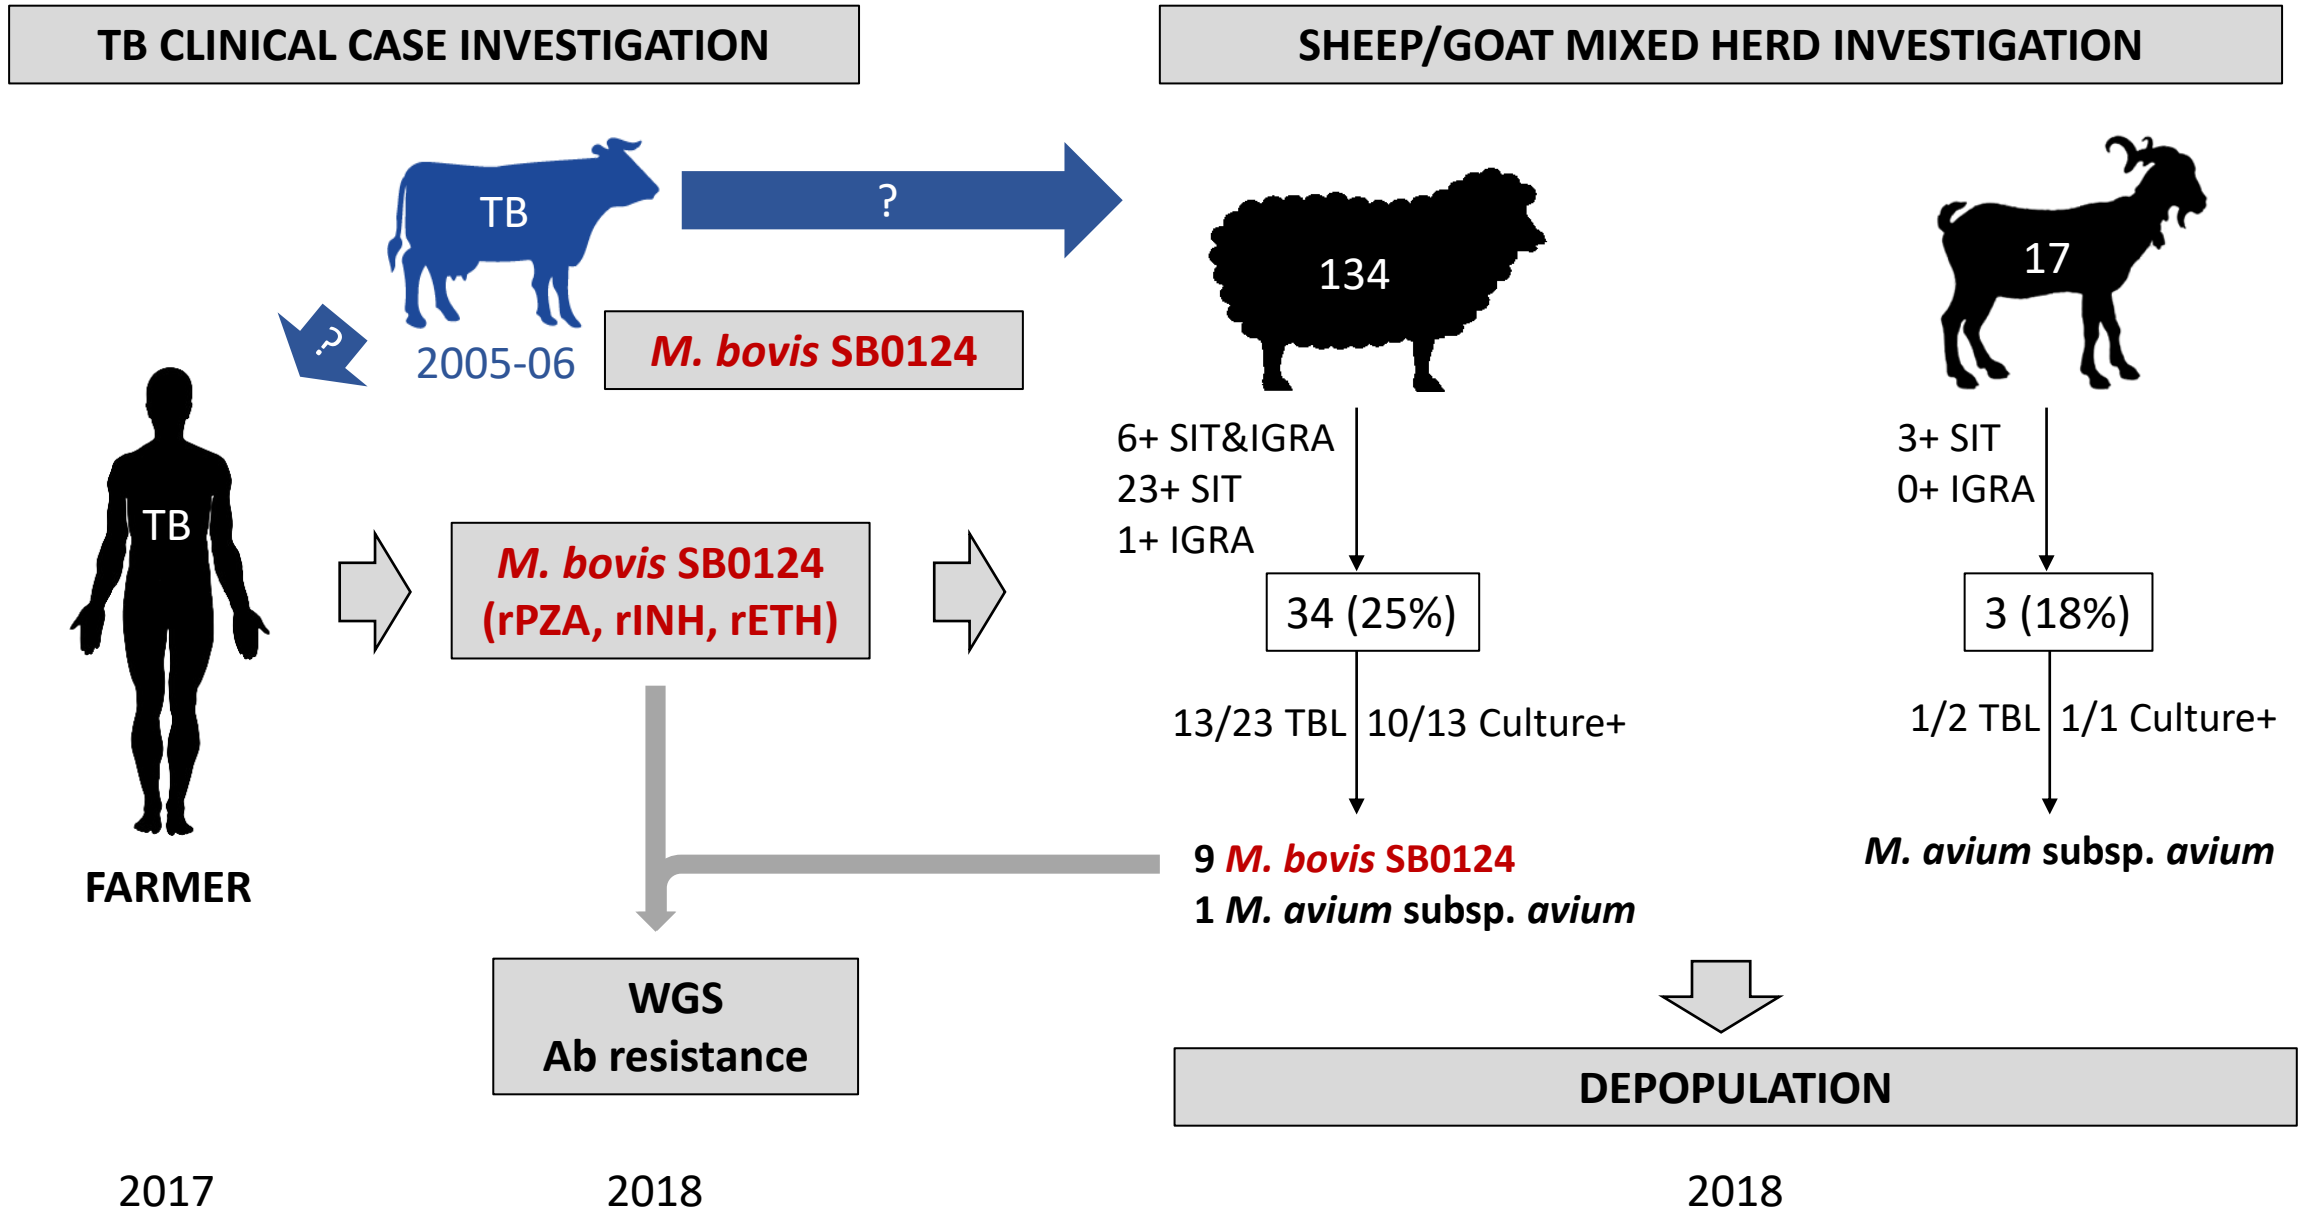 TB CLINICAL CASE INVESTIGATION
SHEEP/GOAT MIXED HERD INVESTIGATION
TB
?
134
17
?
2005-06
M. bovis SB0124
6+ SIT&IGRA
23+ SIT
1+ IGRA
3+ SIT
0+ IGRA
TB
M. bovis SB0124
(rPZA, rINH, rETH)
34 (25%)
3 (18%)
13/23 TBL
10/13 Culture+
1/2 TBL
1/1 Culture+
FARMER
9 M. bovis SB0124
1 M. avium subsp. avium
M. avium subsp. avium
WGS
Ab resistance
DEPOPULATION
2017
2018
2018